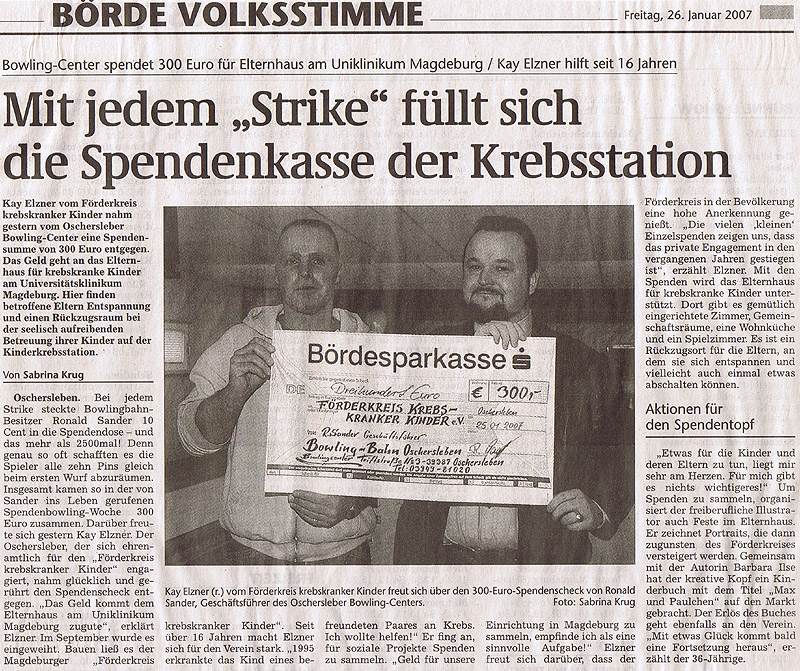 BÖRDE VOLKSSTIMME
Freitag, 26. Januar 2007
Bowling-Center spendet 300 Euro für Elternhaus am Uniklinikum Magdeburg / Kay Elzner hilft seit 16 Jahren
Mit jedem „Strike“ füllt sich
die Spendenkasse der Krebsstation
Kay Elzner vom Förderkreis
krebskranker Kinder nahm
gestern vom Oschersleber
Bowling-Center eine Spenden-
summe von 300 Euro entgegen.
Das Geld geht an das Eltern-
haus für krebskranke Kinder
am Universitätsklinikum
Magdeburg. Hier finden
betroffene Eltern Entspannung
und einen Rückzugsraum bei
der seelisch aufreibenden
Betreuung ihrer Kinder auf der
Kinderkrebsstation.
Von Sabrina Krug
Oschersleben. Bei jedem
Strike steckte Bowlingbahn-
Besitzer Ronald Sander 10
Cent in die Spendendose – und
das mehr als 2500mal! Denn
genau so oft schafften es die
Spieler alle zehn Pins gleich
beim ersten Wurf abzuräumen.
Insgesamt kamen so in der von
Sander ins Leben gerufenen
Spendenbowling-Woche 300
Euro zusammen. Darüber freu-
te sich gestern Kay Elzner. Der
Oschersleber, der sich ehren-
amtlich für den „Förderkreis
krebskranker Kinder“ enga-
giert, nahm glücklich und ge-
rührt den Spendenscheck ent-
gegen. „Das Geld kommt dem
Elternhaus am Uniklinikum
Magdeburg zugute“, erklärt
Elzner. Im September wurde es
eingeweiht. Bauen ließ es der
Magdeburger „Förderkreis
Bördesparkasse
DE
Dreihundert Euro
€ 300,-
FÖRDERKREIS KREBS-
KRANKER KINDER e.V.
Oschersleben
25.01.2007
von R. Sander Geschäftsführer
Bowling-Bahn Oschersleben
Bowlingcenter
39387 Oschersleben
Tel: 03949-81020
Kay Elzner (r.) vom Förderkreis krebskranker Kinder freut sich über den 300-Euro-Spendenscheck von Ronald
Sander, Geschäftsführer des Oschersleber Bowling-Centers.
Foto: Sabrina Krug
krebskranker Kinder“. Seit
über 16 Jahren macht Elzner
sich für den Verein stark. „1995
erkrankte das Kind eines be-
freundeten Paares an Krebs.
Ich wollte helfen!“ Er fing an,
für soziale Projekte Spenden
zu sammeln. „Geld für unsere
Einrichtung in Magdeburg zu
sammeln, empfinde ich als eine
sinnvolle Aufgabe!“ Elzner
freut sich darüber, dass der
Förderkreis in der Bevölkerung
eine hohe Anerkennung ge-
nießt. „Die vielen ‚kleinen‘
Einzelspenden zeigen uns, dass
das private Engagement in den
vergangenen Jahren gestiegen
ist“, erzählt Elzner. Mit den
Spenden wird das Elternhaus
für krebskranke Kinder unter-
stützt. Dort gibt es gemütlich
eingerichtete Zimmer, Gemein-
schaftsräume, eine Wohnküche
und ein Spielzimmer. Es ist ein
Rückzugsort für die Eltern, an
dem sie sich entspannen und
vielleicht auch einmal etwas
abschalten können.
Aktionen für
den Spendentopf
„Etwas für die Kinder und
deren Eltern zu tun, liegt mir
sehr am Herzen. Für mich gibt
es nichts wichtigeres!“ Um
Spenden zu sammeln, organi-
siert der freiberufliche Illustra-
tor auch Feste im Elternhaus.
Er zeichnet Portraits, die dann
zugunsten des Förderkreises
versteigert werden. Gemeinsam
mit der Autorin Barbara Ilse
hat der kreative Kopf ein Kin-
derbuch mit dem Titel „Max
und Paulchen“ auf den Markt
gebracht. Der Erlös des Buches
geht ebenfalls an den Verein.
„Mit etwas Glück kommt bald
eine Fortsetzung heraus“, er-
zählt der 36-Jährige.